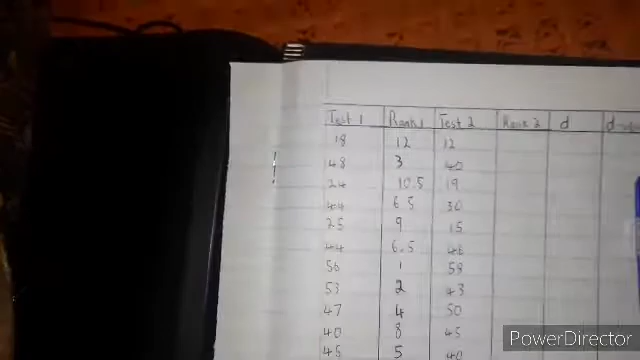 Test 1 Rank 1 Test 2 Rank 2 d
18 12 12
48 3 40
24 10.5 19
44 6.5 30
25 9 15
44 6.5 46
56 1 59
53 2 43
47 4 50
40 8 45
45 5 40
PowerDirector